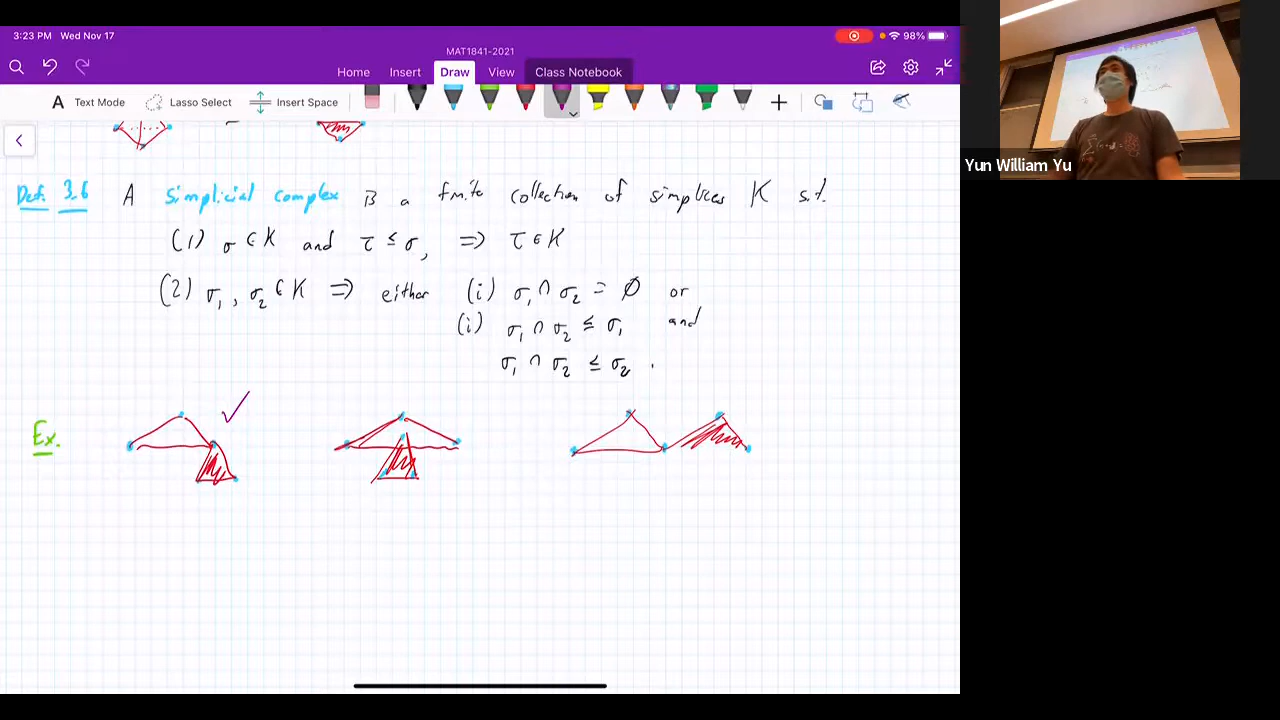 3:23 PM Wed Nov 17
98%
MAT1841-2021
Home Insert Draw View Class Notebook
A Text Mode Lasso Select Insert Space
Yun William Yu
Def. 3.6 A simplicial complex is a finite collection of simplices K s.t.
(1) σ ∈ K and τ ≤ σ, => τ ∈ K
(2) σ₁, σ₂ ∈ K => either (i) σ₁ ∩ σ₂ = ∅ or
(i) σ₁ ∩ σ₂ ≤ σ₁ and
σ₁ ∩ σ₂ ≤ σ₂.
Ex.